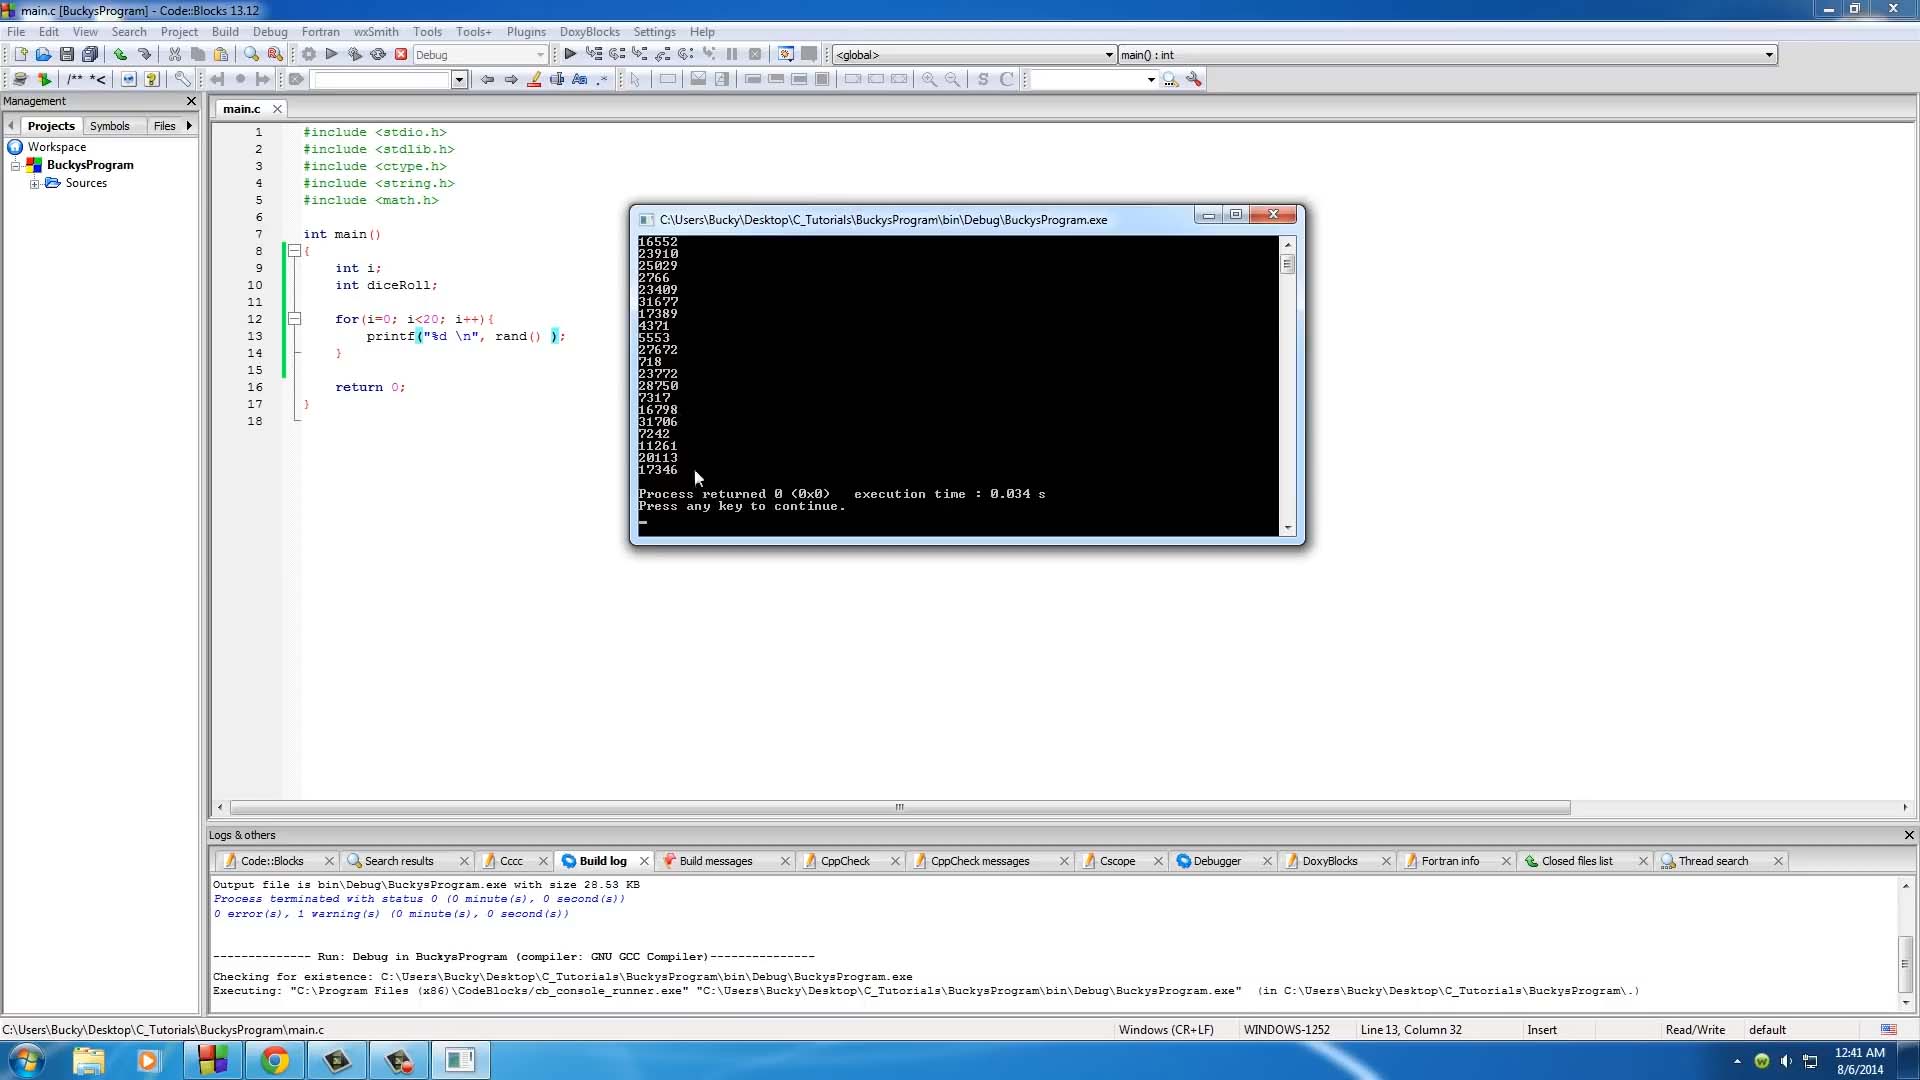 main.c [BuckysProgram] - Code::Blocks 13.12
File Edit View Search Project Build Debug Fortran wxSmith Tools Tools+ Plugins DoxyBlocks Settings Help
Debug
<global>
main() : int
/** *<
Management
Projects Symbols Files
Workspace
BuckysProgram
Sources
main.c
1 #include <stdio.h>
2 #include <stdlib.h>
3 #include <ctype.h>
4 #include <string.h>
5 #include <math.h>
6
7 int main()
8 {
9 int i;
10 int diceRoll;
11
12 for(i=0; i<20; i++){
13 printf("%d \n", rand() );
14 }
15
16 return 0;
17 }
18
C:\Users\Bucky\Desktop\C_Tutorials\BuckysProgram\bin\Debug\BuckysProgram.exe
16552
23910
25029
2766
23409
31677
17389
4371
5553
27672
718
23772
28750
7317
16798
31706
7242
11261
20113
17346
Process returned 0 (0x0) execution time : 0.034 s
Press any key to continue.
Logs & others
Code::Blocks Search results Cccc Build log Build messages CppCheck CppCheck messages Cscope Debugger DoxyBlocks Fortran info Closed files list Thread search
Output file is bin\Debug\BuckysProgram.exe with size 28.53 KB
Process terminated with status 0 (0 minute(s), 0 second(s))
0 error(s), 1 warning(s) (0 minute(s), 0 second(s))
-------------- Run: Debug in BuckysProgram (compiler: GNU GCC Compiler)---------------
Checking for existence: C:\Users\Bucky\Desktop\C_Tutorials\BuckysProgram\bin\Debug\BuckysProgram.exe
Executing: "C:\Program Files (x86)\CodeBlocks/cb_console_runner.exe" "C:\Users\Bucky\Desktop\C_Tutorials\BuckysProgram\bin\Debug\BuckysProgram.exe" (in C:\Users\Bucky\Desktop\C_Tutorials\BuckysProgram\.)
C:\Users\Bucky\Desktop\C_Tutorials\BuckysProgram\main.c
Windows (CR+LF) WINDOWS-1252 Line 13, Column 32 Insert Read/Write default
12:41 AM
8/6/2014